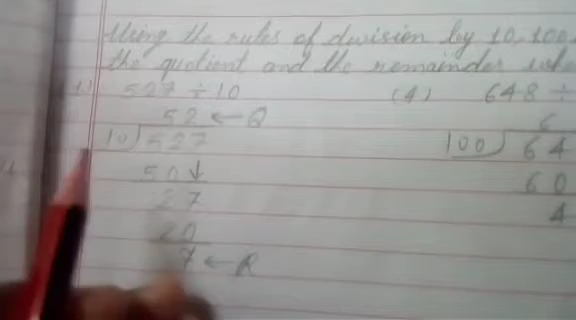 Using the rules of division by 10, 100,
the quotient and the remainder
527 ÷ 10
(4) 648 ÷
52 ← Q
6
10)527
100)64
50↓
60
27
4
20
7 ← R